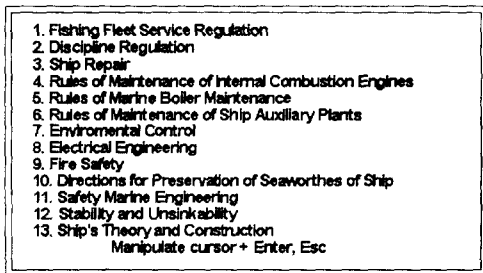 1. Fishing Fleet Service Regulation
2. Discipline Regulation
3. Ship Repair
4. Rules of Maintenance of Internal Combustion Engines
5. Rules of Marine Boiler Maintenance
6. Rules of Maintenance of Ship Auxiliary Plants
7. Enviromental Control
8. Electrical Engineering
9. Fire Safety
10. Directions for Preservation of Seaworthes of Ship
11. Safety Marine Engineering
12. Stability and Unsinkability
13. Ship's Theory and Construction
Manipulate cursor + Enter, Esc